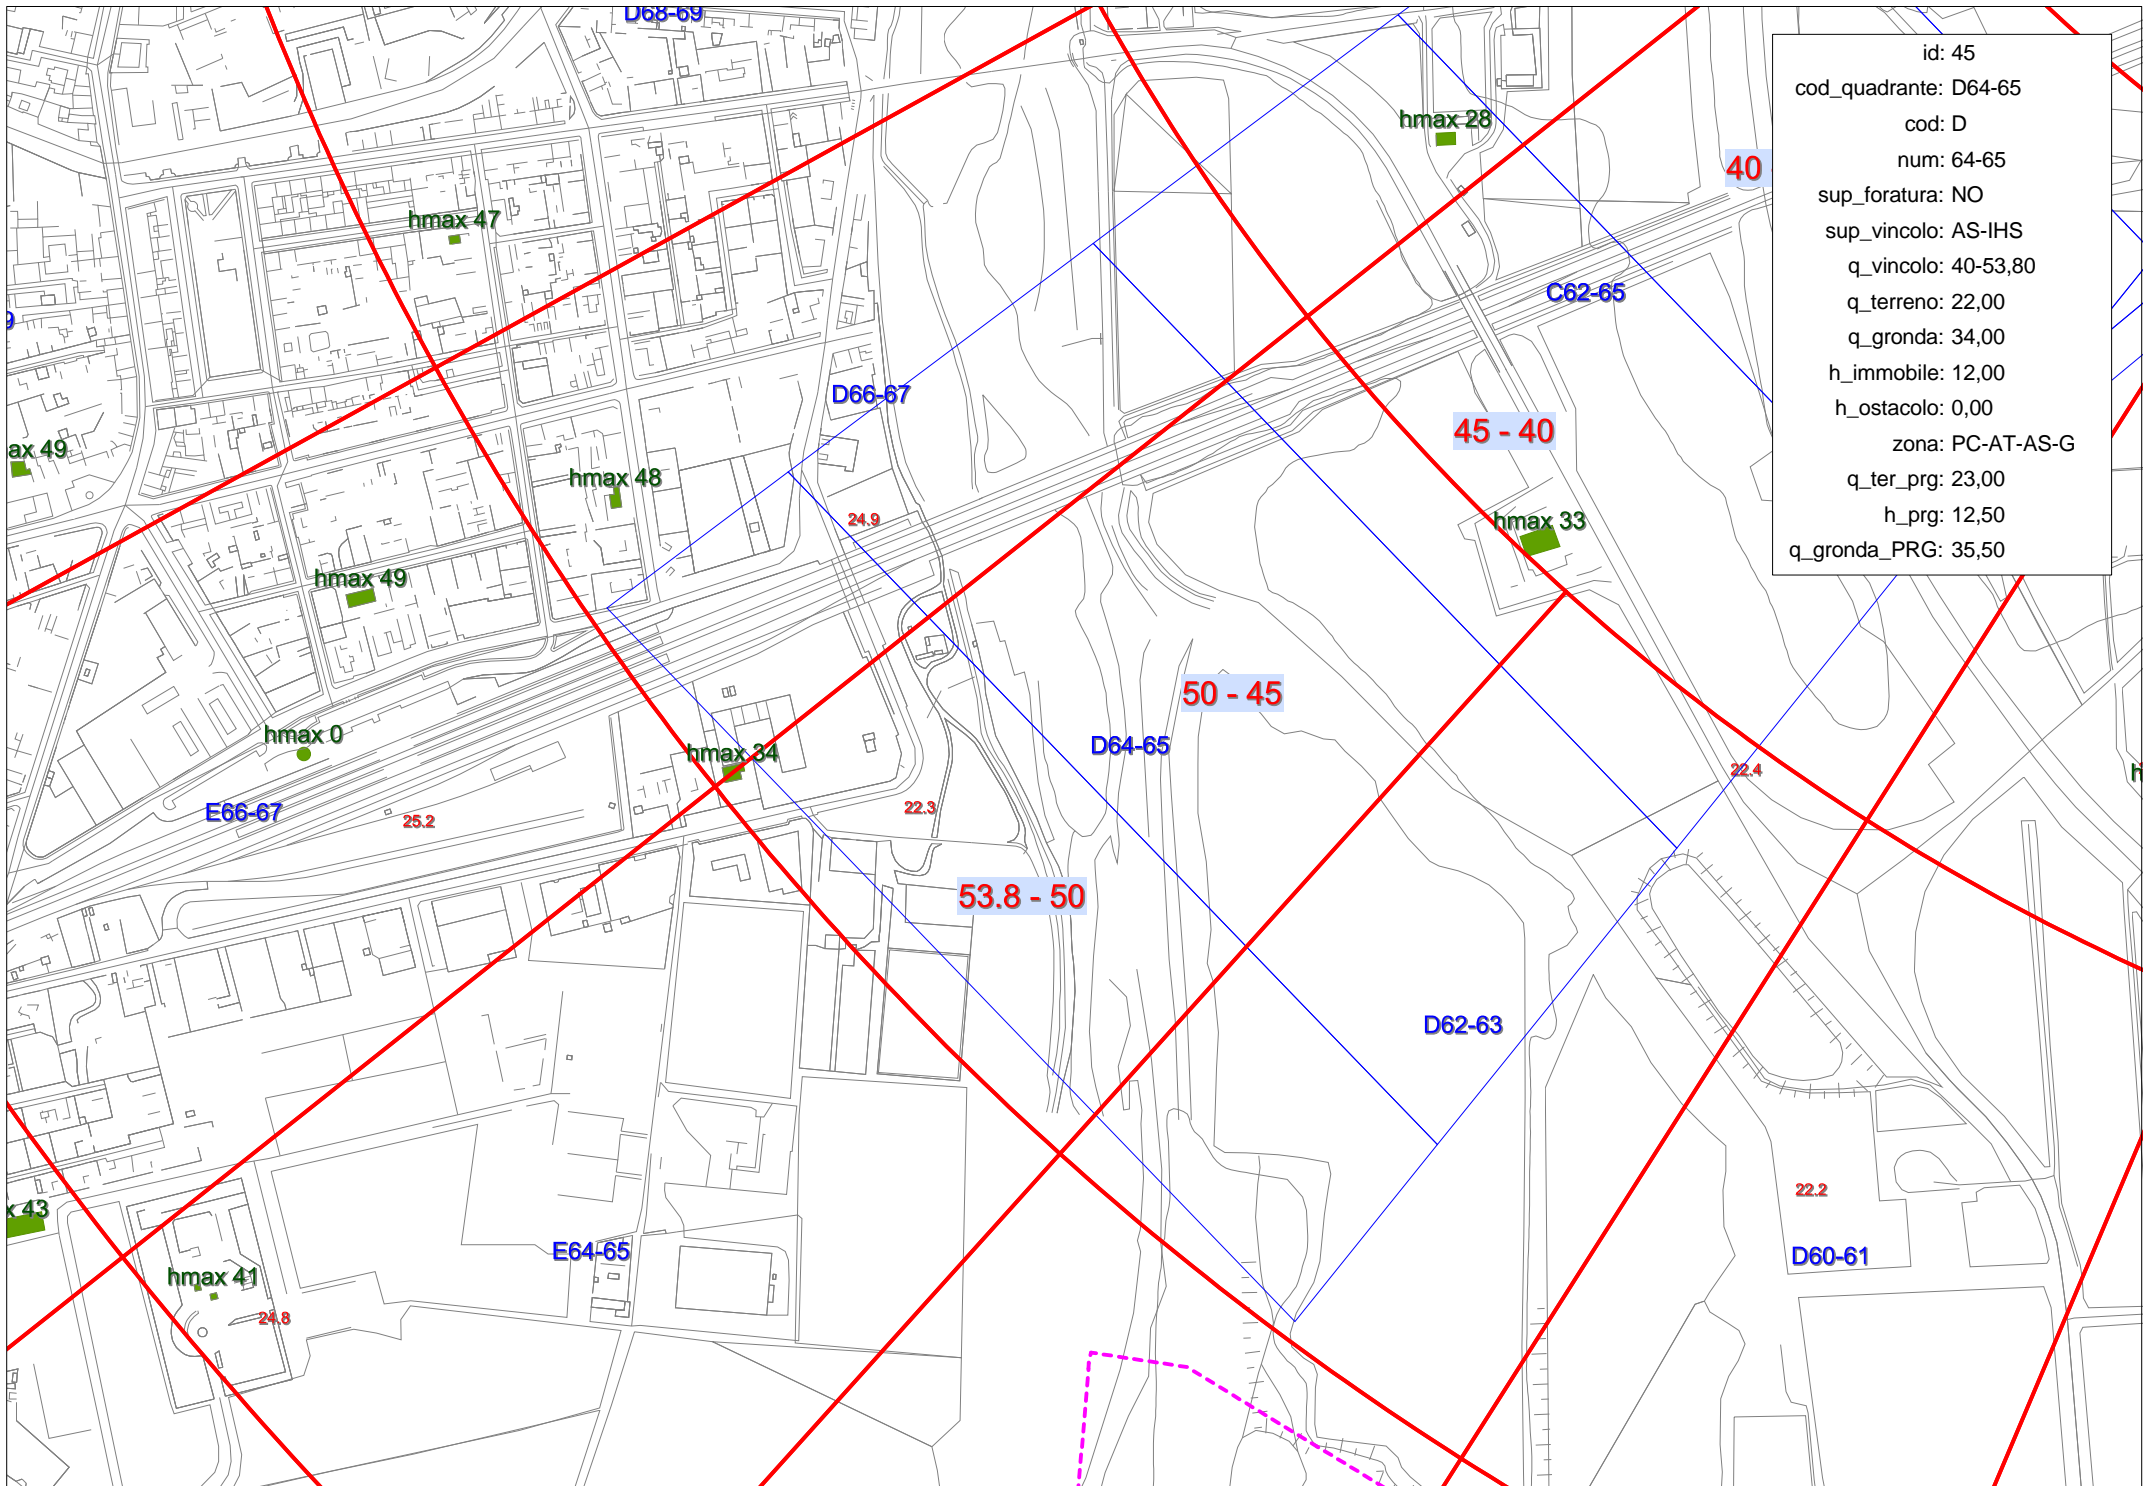 D68-69
id: 45
cod_quadrante: D64-65
cod: D
num: 64-65
sup_foratura: NO
sup_vincolo: AS-IHS
q_vincolo: 40-53,80
q_terreno: 22,00
q_gronda: 34,00
h_immobile: 12,00
h_ostacolo: 0,00
zona: PC-AT-AS-G
q_ter_prg: 23,00
h_prg: 12,50
q_gronda_PRG: 35,50
hmax 28
40
hmax 47
C62-65
9
D66-67
45 - 40
ax 49
hmax 48
24.9
hmax 33
hmax 49
50 - 45
hmax 0
D64-65
hmax 34
22.4
h
E66-67
25.2
22.3
53.8 - 50
D62-63
22.2
x 43
E64-65
D60-61
hmax 41
24.8